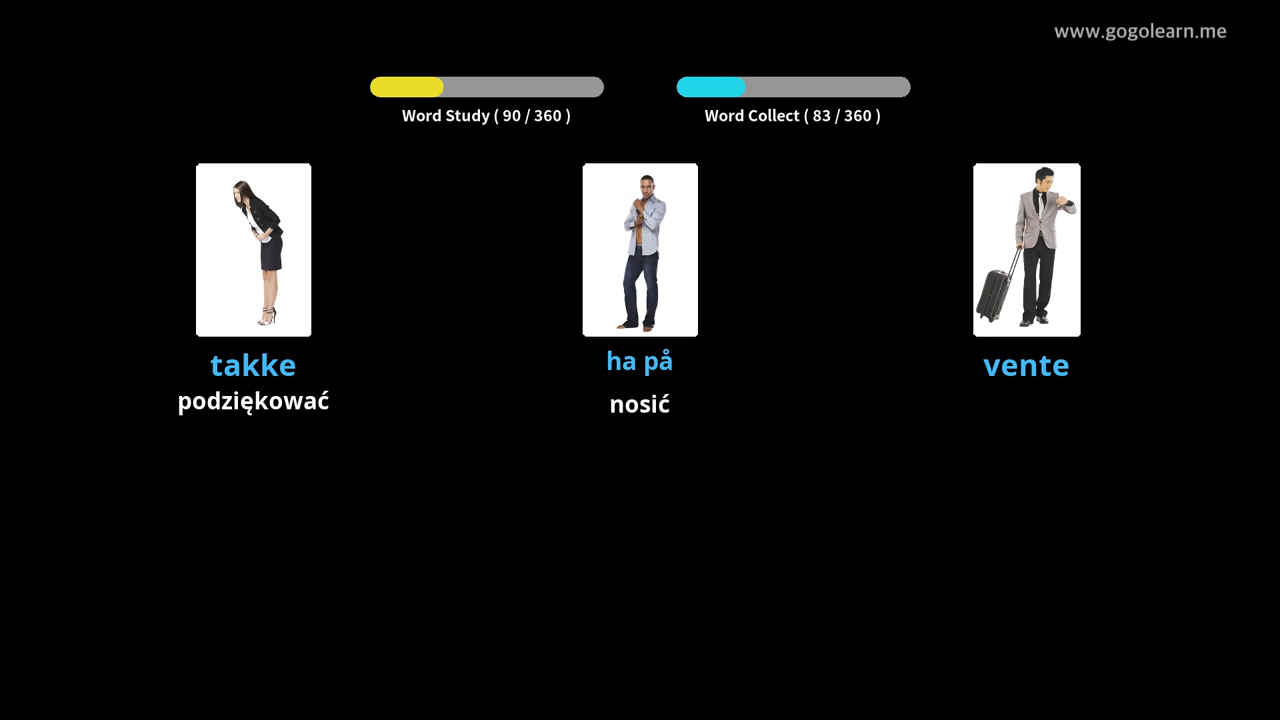 www.gogolearn.me
Word Study ( 90 / 360 )
Word Collect ( 83 / 360 )
takke
podziękować
ha på
nosić
vente